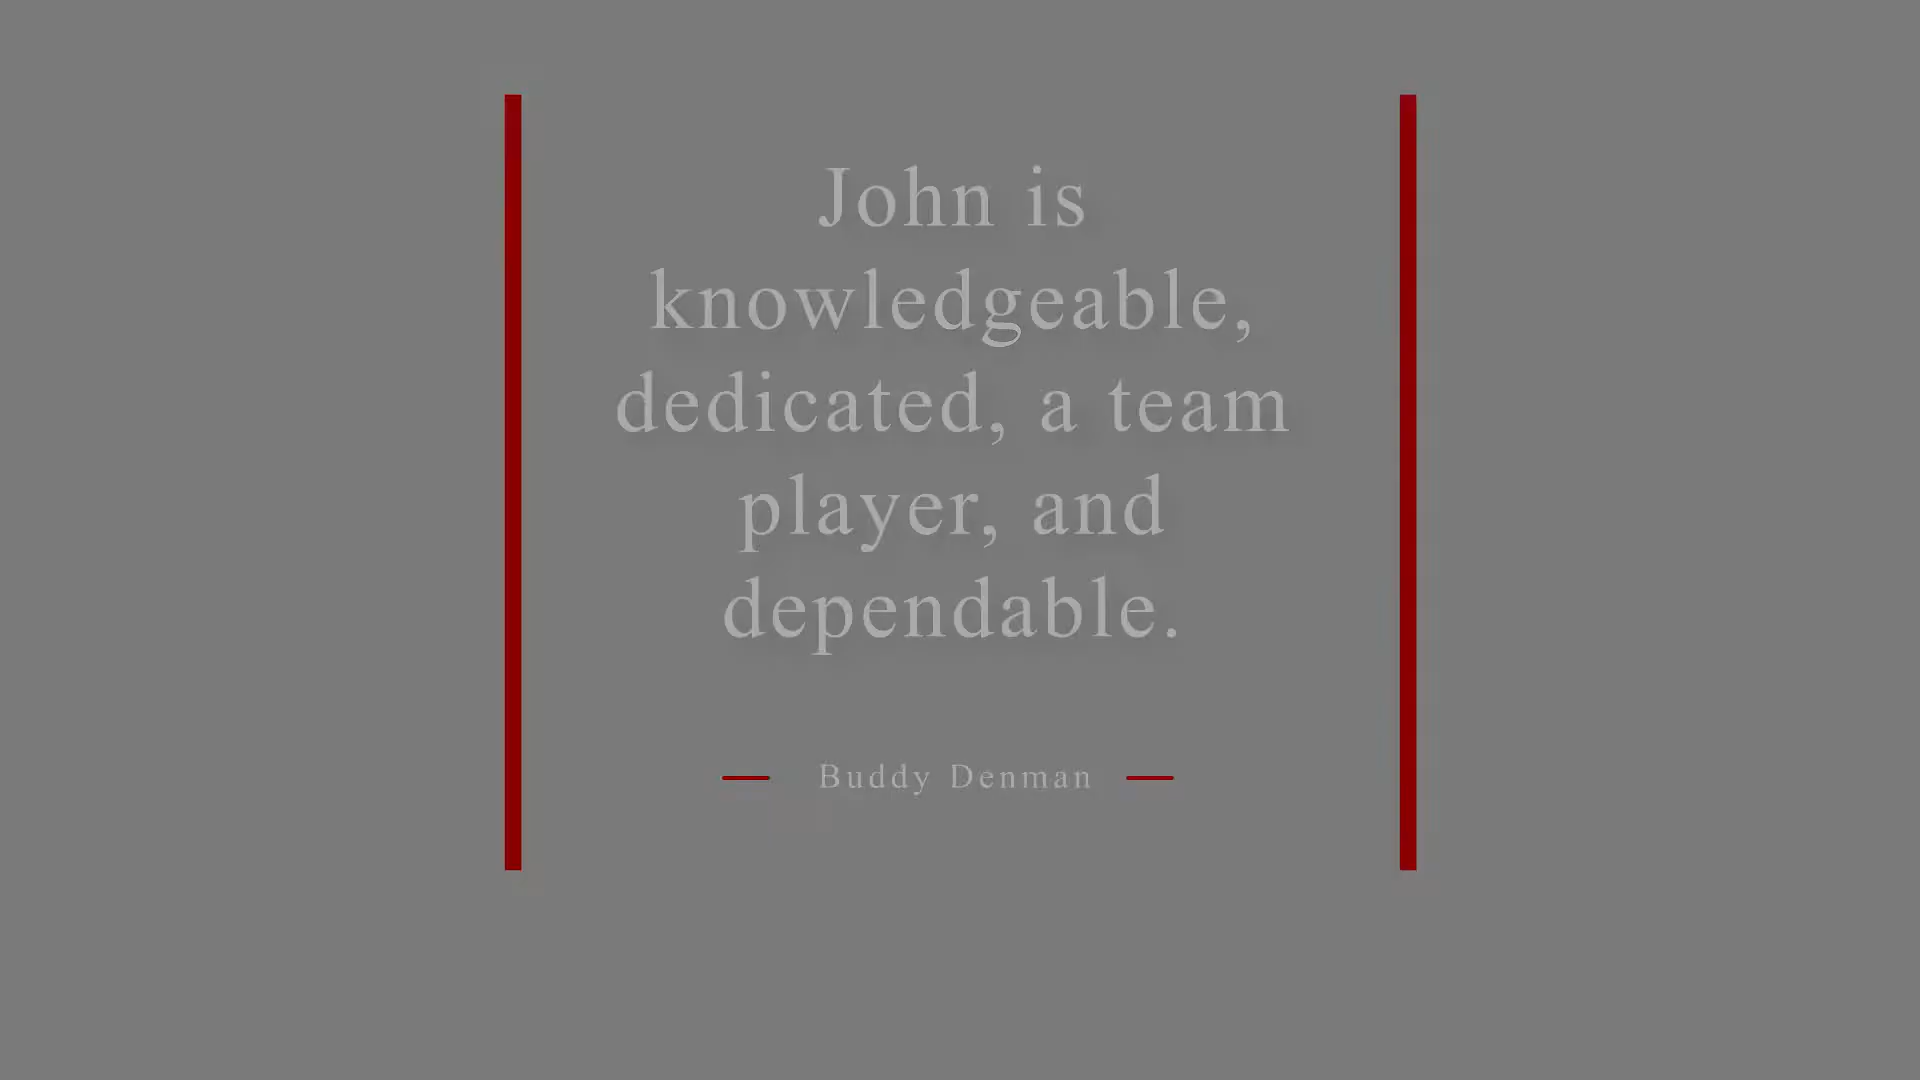 John is
knowledgeable,
dedicated, a team
player, and
dependable.
Buddy Denman